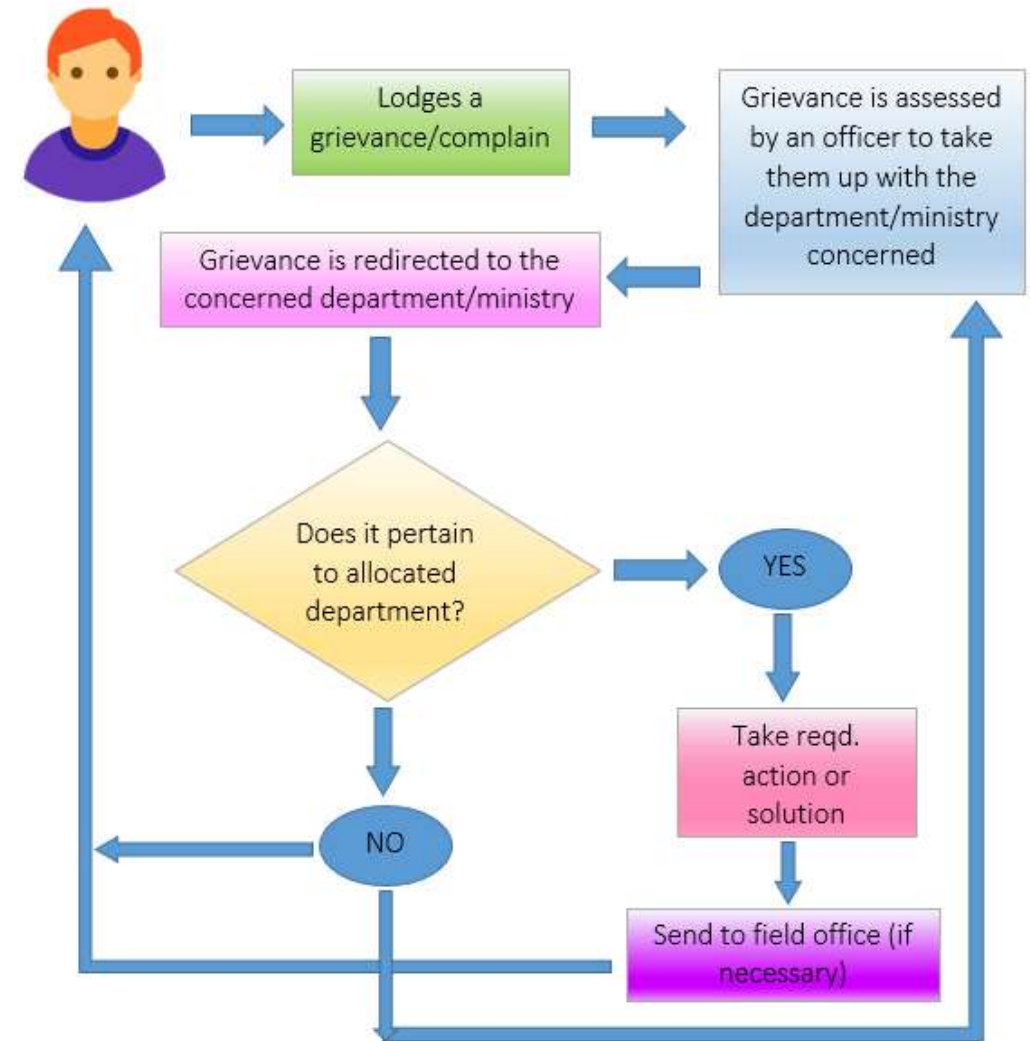 Lodges a
grievance/complain
Grievance is assessed
by an officer to take
them up with the
department/ministry
concerned
Grievance is redirected to the
concerned department/ministry
Does it pertain
to allocated
department?
YES
Take reqd.
action or
solution
NO
Send to field office (if
necessary)